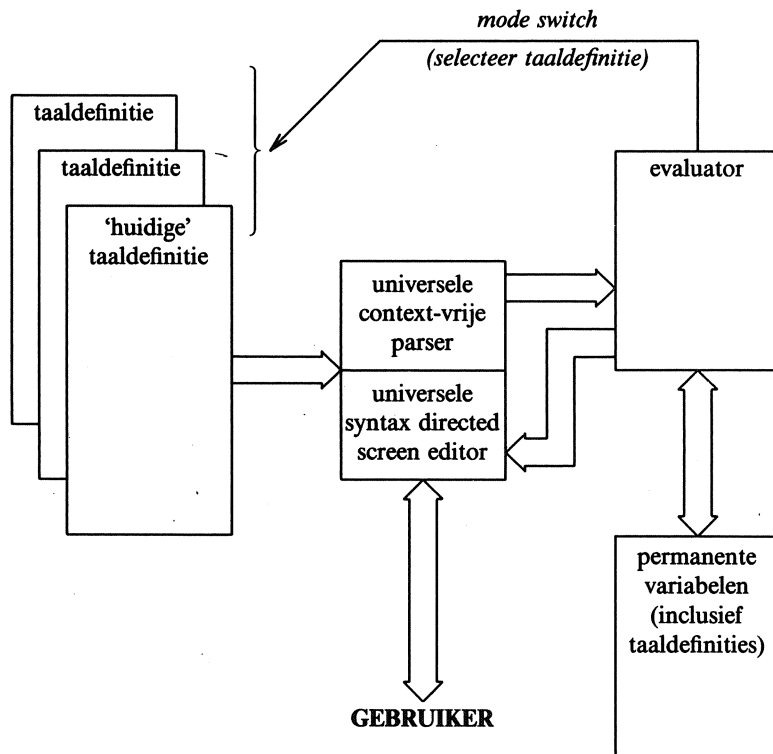 mode switch
(selecteer taaldefinitie)
taaldefinitie
taaldefinitie
‘huidige’
taaldefinitie
evaluator
universele
context-vrije
parser
universele
syntax directed
screen editor
permanente
variabelen
(inclusief
taaldefinities)
GEBRUIKER